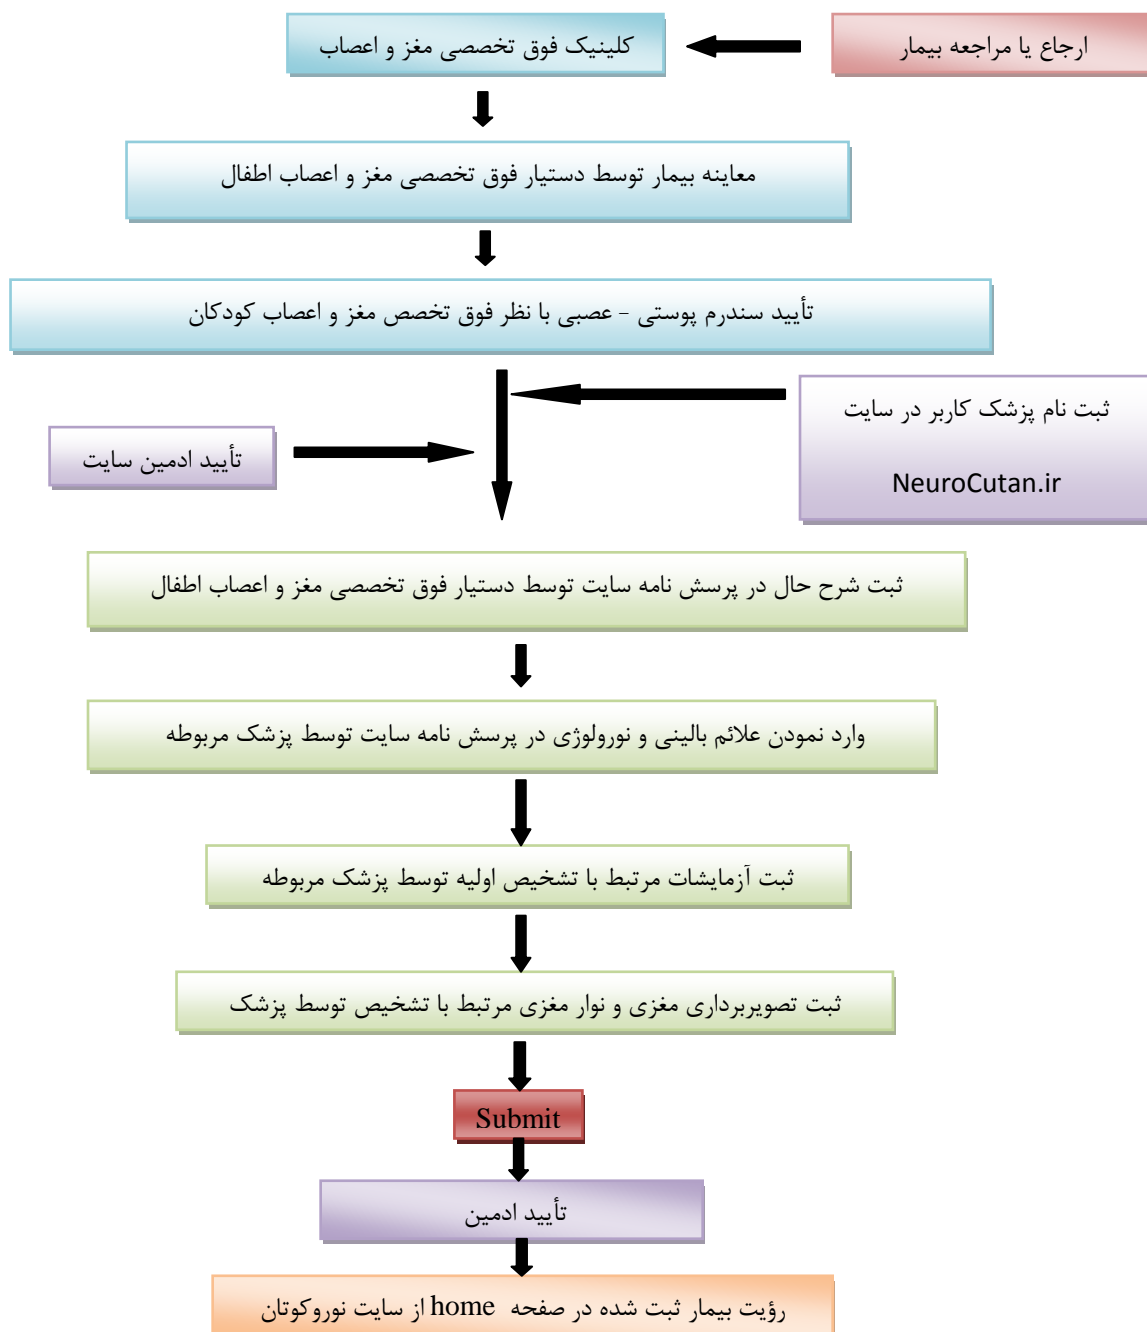 ارجاع یا مراجعه بیمار
کلینیک فوق تخصصی مغز و اعصاب
معاینه بیمار توسط دستیار فوق تخصصی مغز و اعصاب اطفال
تأیید سندرم پوستی - عصبی با نظر فوق تخصص مغز و اعصاب کودکان
ثبت نام پزشک کاربر در سایت
NeuroCutan.ir
تأیید ادمین سایت
ثبت شرح حال در پرسش نامه سایت توسط دستیار فوق تخصصی مغز و اعصاب اطفال
وارد نمودن علائم بالینی و نورولوژی در پرسش نامه سایت توسط پزشک مربوطه
ثبت آزمایشات مرتبط با تشخیص اولیه توسط پزشک مربوطه
ثبت تصویربرداری مغزی و نوار مغزی مرتبط با تشخیص توسط پزشک
Submit
تأیید ادمین
رؤیت بیمار ثبت شده در صفحه home از سایت نوروکوتان